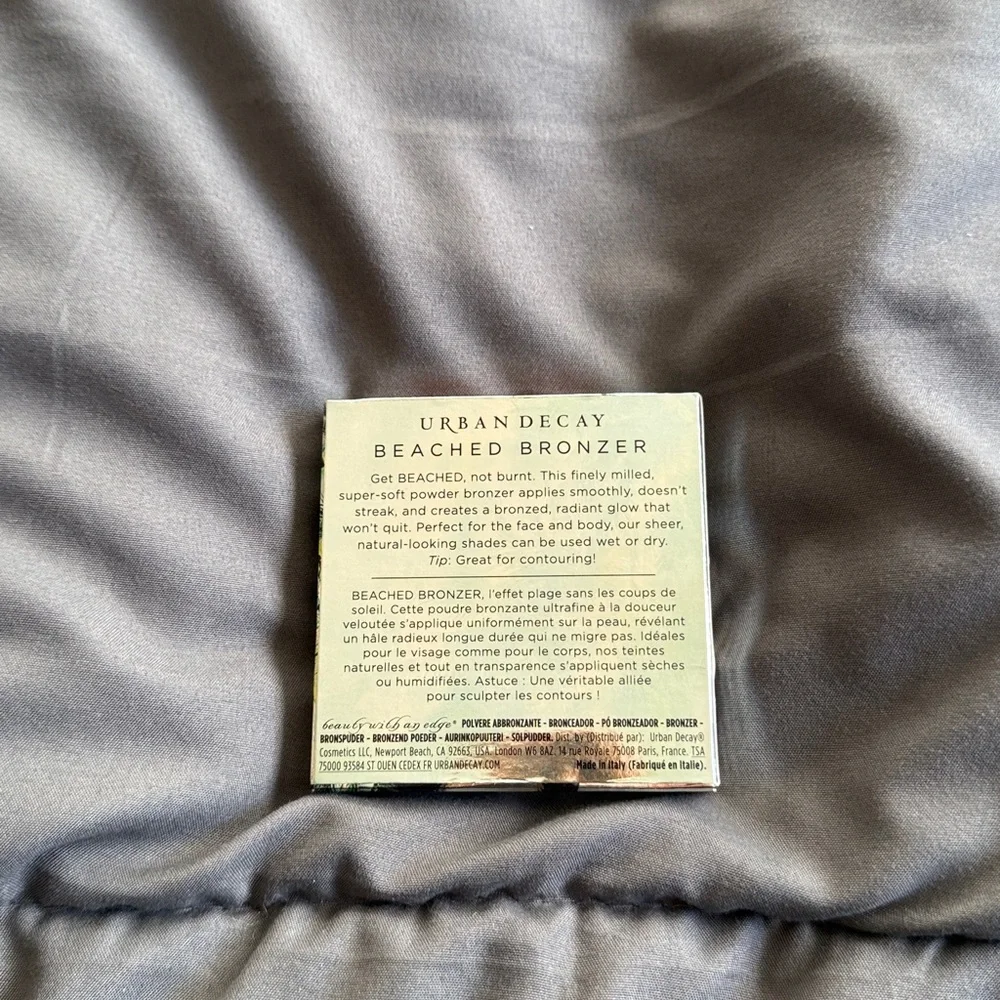 URBAN DECAY
BEACHED BRONZER
Get BEACHED, not burnt. This finely milled,
super-soft powder bronzer applies smoothly, doesn't
streak, and creates a bronzed, radiant glow that
won't quit. Perfect for the face and body, our sheer,
natural-looking shades can be used wet or dry.
Tip: Great for contouring!
BEACHED BRONZER, l'effet plage sans les coups de
soleil. Cette poudre bronzante ultrafine à la douceur
veloutée s'applique uniformément sur la peau, révélant
un hâle radieux longue durée qui ne migre pas. Idéales
pour le visage comme pour le corps, nos teintes
naturelles et tout en transparence s'appliquent sèches
ou humidifiées. Astuce : Une véritable alliée
pour sculpter les contours !
beauty with an edge® POLVERE ABBRONZANTE - BRONCEADOR - PÓ BRONZEADOR - BRONZER -
BRONSPUDER - BRONZEND POEDER - AURINKOPUUTERI - SOLPUDDER. Dist. by (Distribué par): Urban Decay®
Cosmetics LLC, Newport Beach, CA 92663, USA. London W6 8AZ. 14 rue Royale 75008 Paris, France. TSA
75000 93584 ST OUEN CEDEX FR URBANDECAY.COM Made in Italy (Fabriqué en Italie).